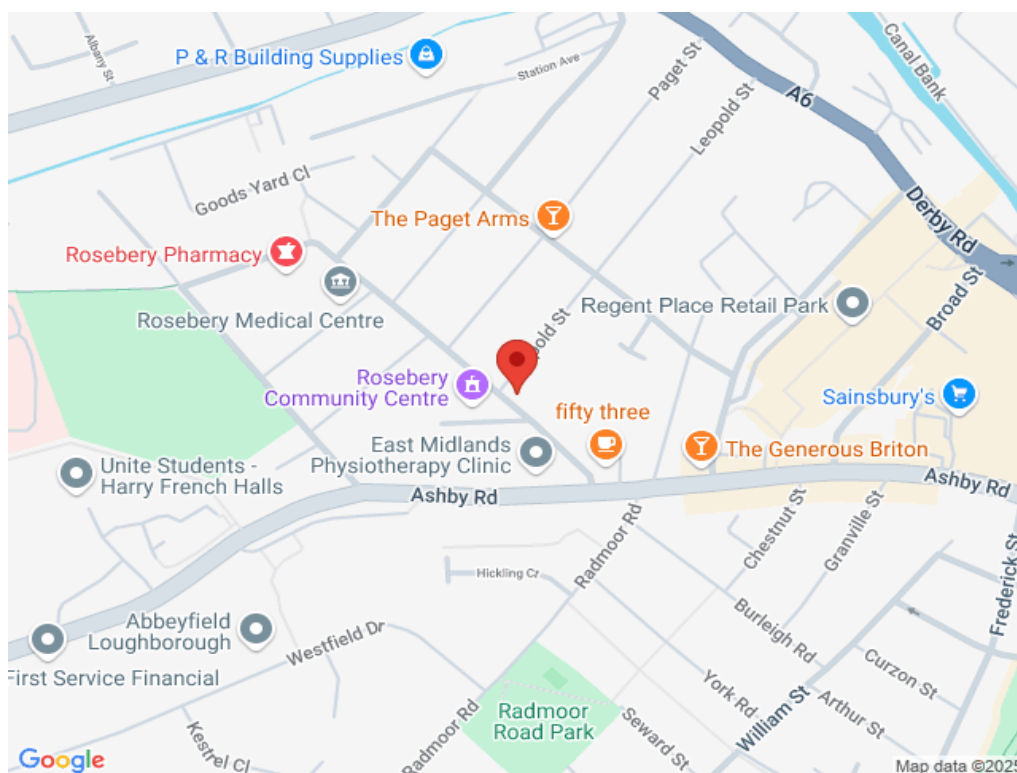 Albany St
P & R Building Supplies
Station Ave
Paget St
Leopold St
A6
Canal Bank
Goods Yard Cl
The Paget Arms
Derby Rd
Rosebery Pharmacy
Rosebery Medical Centre
Regent Place Retail Park
Broad St
pold St
Rosebery
Community Centre
Sainsbury's
fifty three
East Midlands
Physiotherapy Clinic
The Generous Briton
Unite Students -
Harry French Halls
Ashby Rd
Ashby Rd
Radmoor Rd
Chestnut St
Granville St
Frederick St
Hickling Cr
Abbeyfield
Loughborough
Westfield Dr
Burleigh Rd
First Service Financial
Curzon St
York Rd
Arthur St
William St
Radmoor
Road Park
Radmoor Rd
Seward St
Kestrel Cl
Google
Map data ©2025